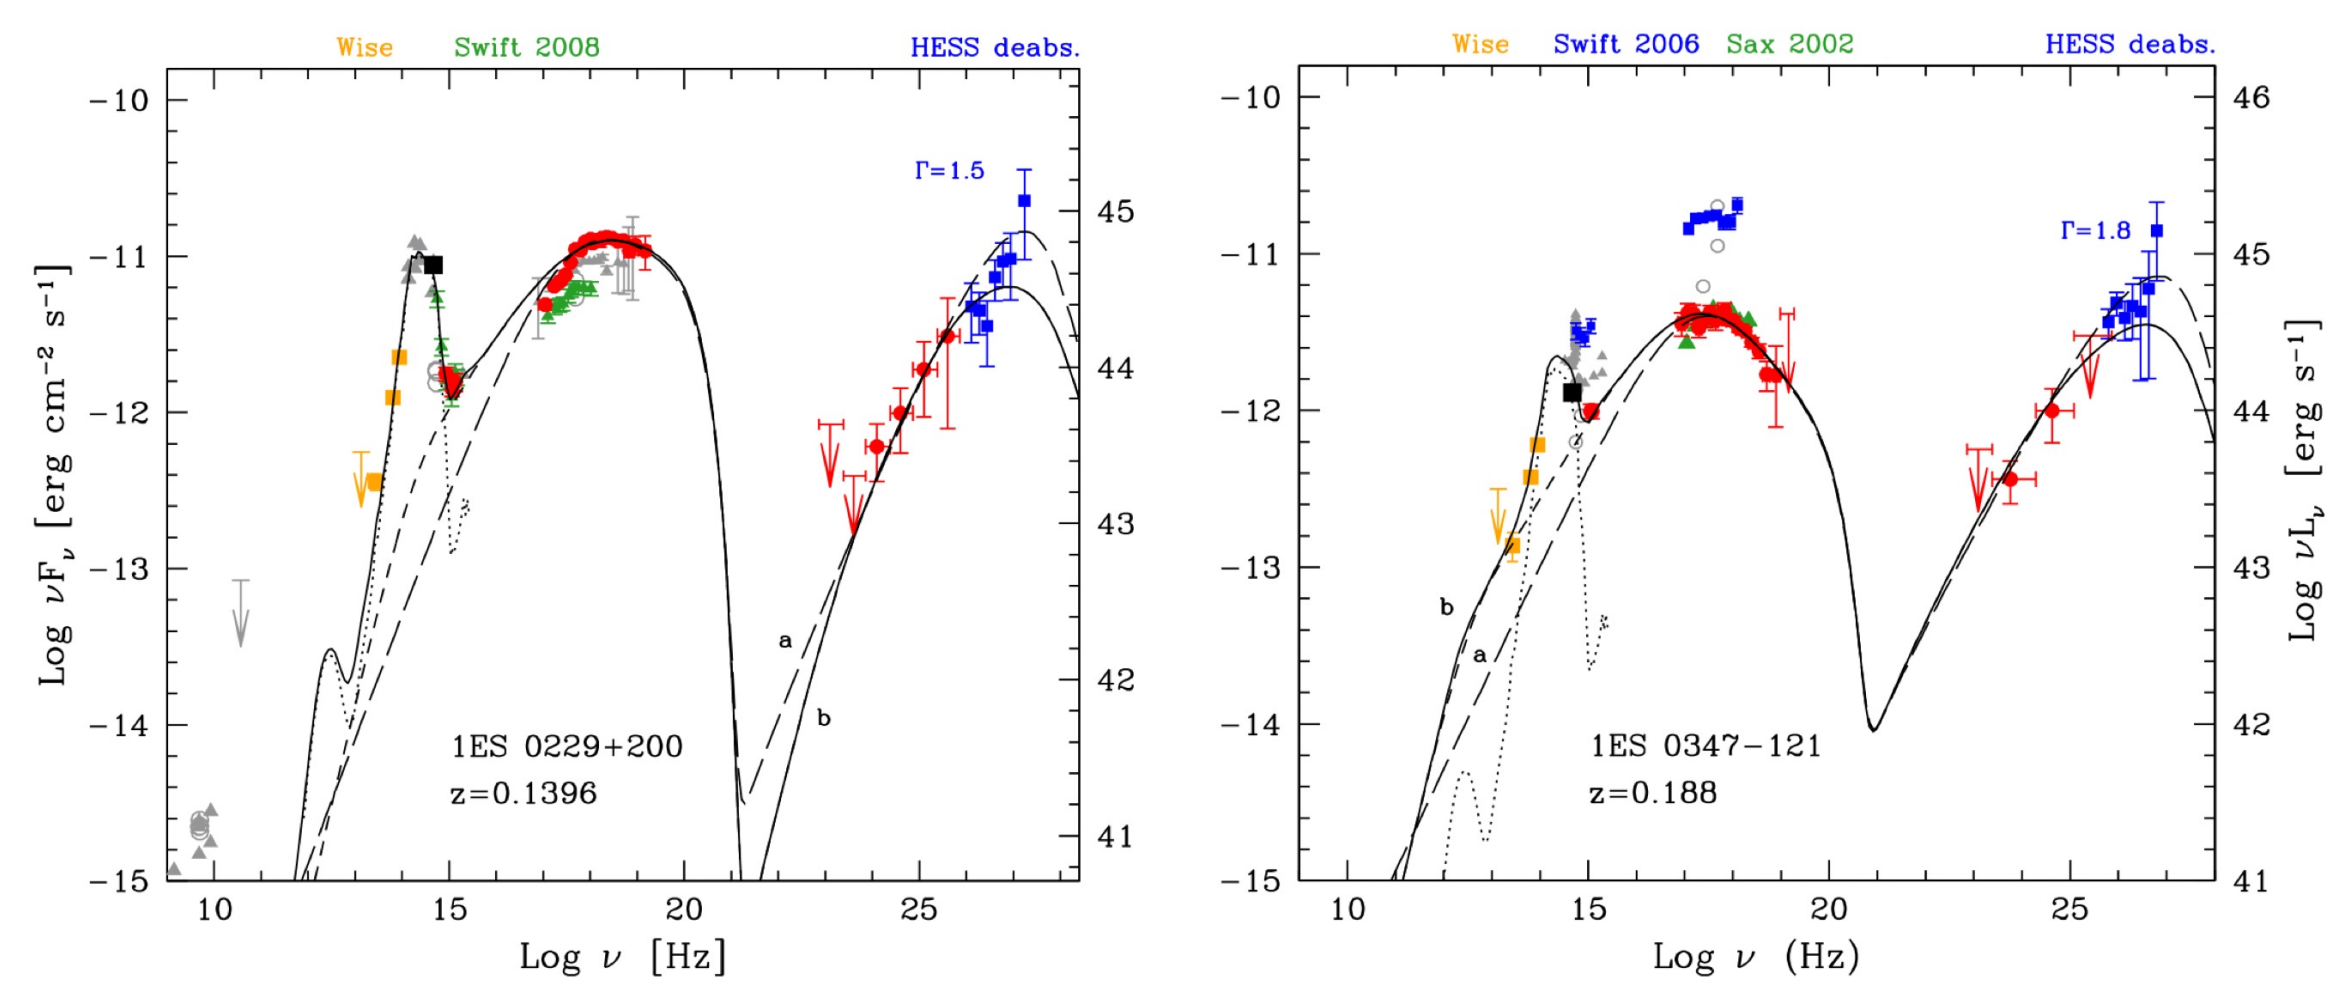 Wise Swift 2008 HESS deabs.
−10
Γ=1.5
45
−11
44
−12
43
−13
a
42
b
−14
1ES 0229+200
z=0.1396
41
−15
10 15 20 25
Log ν [Hz]
Log νFν [erg cm−2 s−1]
Wise Swift 2006 Sax 2002 HESS deabs.
−10 46
Γ=1.8
−11 45
−12 44
−13 43
b
a
−14 42
1ES 0347−121
z=0.188
−15 41
10 15 20 25
Log ν (Hz)
Log νLν [erg s−1]